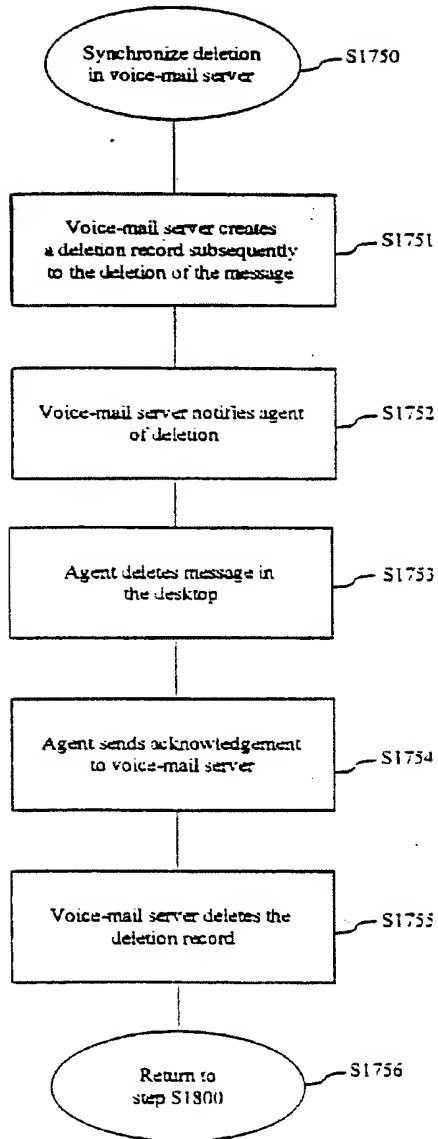 Synchronize deletion
in voice-mail server
S1750
Voice-mail server creates
a deletion record subsequently
to the deletion of the message
S1751
Voice-mail server notifies agent
of deletion
S1752
Agent deletes message in
the desktop
S1753
Agent sends acknowledgement
to voice-mail server
S1754
Voice-mail server deletes the
deletion record
S1755
Return to
step S1800
S1756